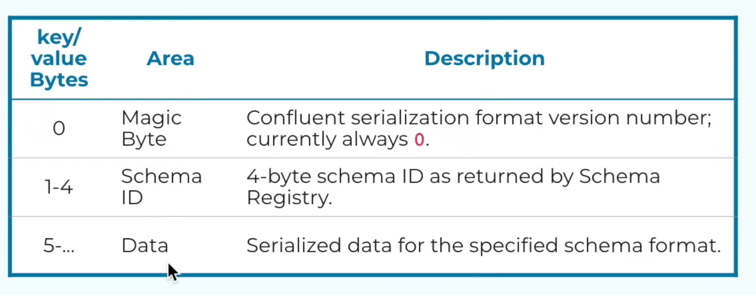 key/
value
Bytes
Area
Description
0
Magic
Byte
Confluent serialization format version number;
currently always 0.
1-4
Schema
ID
4-byte schema ID as returned by Schema
Registry.
5-...
Data
Serialized data for the specified schema format.